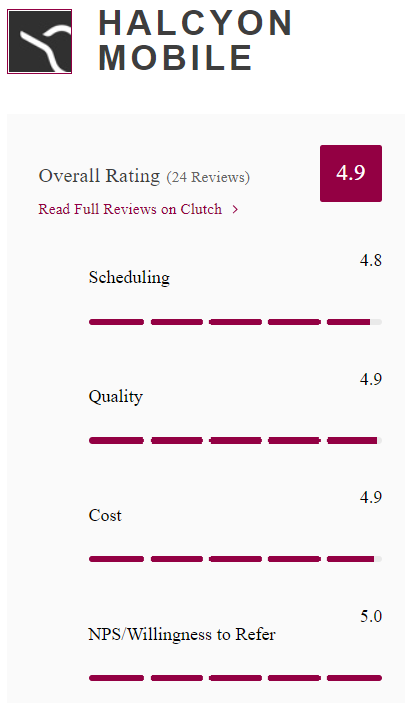 HALCYON
MOBILE
Overall Rating (24 Reviews)
4.9
Read Full Reviews on Clutch >
4.8
Scheduling
4.9
Quality
4.9
Cost
5.0
NPS/Willingness to Refer